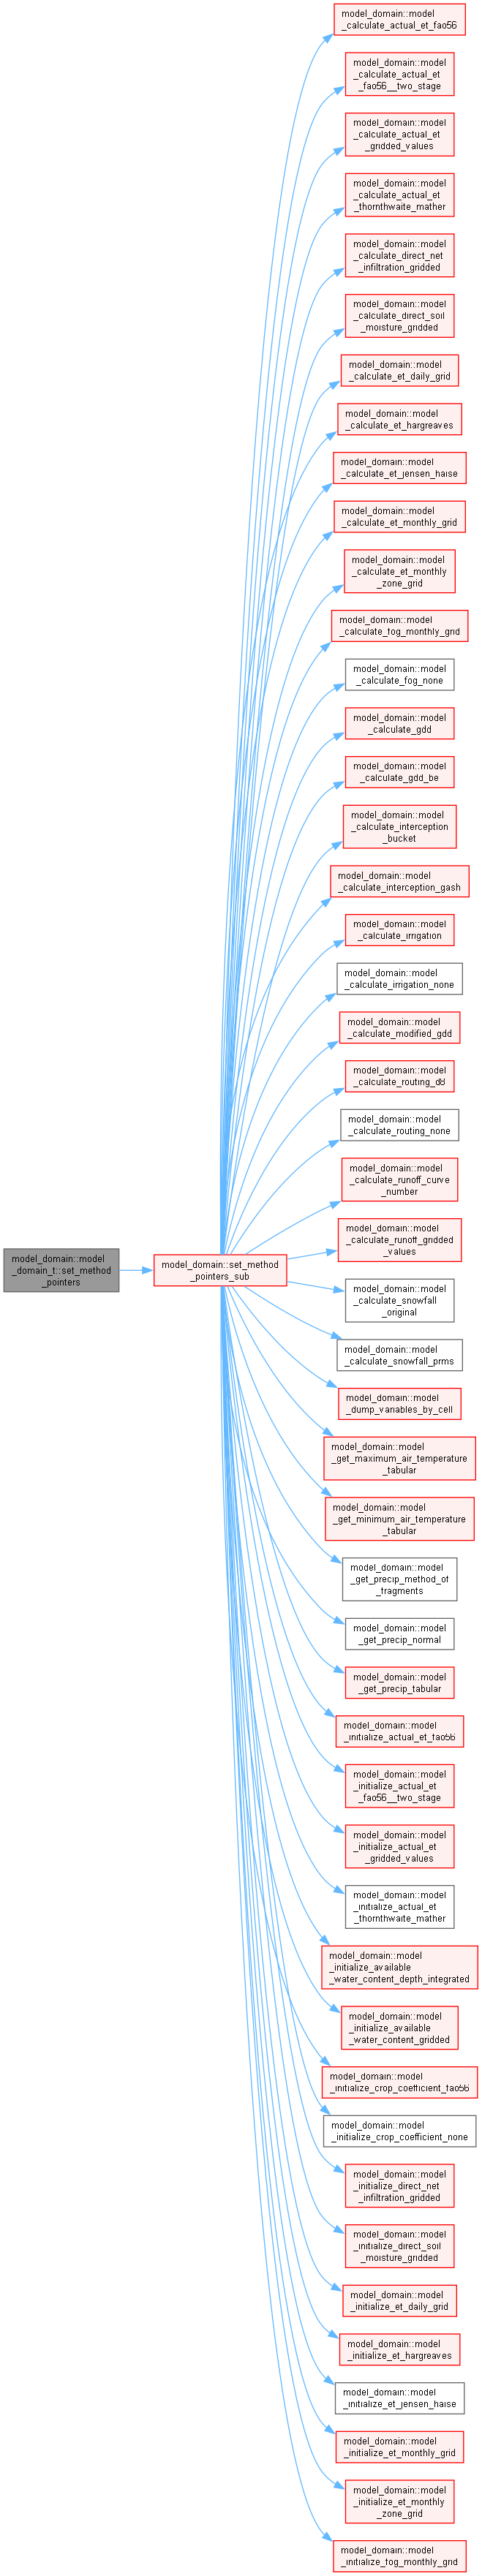 model_domain::model
_domain_t::set_method
_pointers
model_domain::set_method
_pointers_sub
model_domain::model
_calculate_actual_et_fao56
model_domain::model
_calculate_actual_et
_fao56__two_stage
model_domain::model
_calculate_actual_et
_gridded_values
model_domain::model
_calculate_actual_et
_thornthwaite_mather
model_domain::model
_calculate_direct_net
_infiltration_gridded
model_domain::model
_calculate_direct_soil
_moisture_gridded
model_domain::model
_calculate_et_daily_grid
model_domain::model
_calculate_et_hargreaves
model_domain::model
_calculate_et_jensen_haise
model_domain::model
_calculate_et_monthly_grid
model_domain::model
_calculate_et_monthly
_zone_grid
model_domain::model
_calculate_fog_monthly_grid
model_domain::model
_calculate_fog_none
model_domain::model
_calculate_gdd
model_domain::model
_calculate_gdd_be
model_domain::model
_calculate_interception
_bucket
model_domain::model
_calculate_interception_gash
model_domain::model
_calculate_irrigation
model_domain::model
_calculate_irrigation_none
model_domain::model
_calculate_modified_gdd
model_domain::model
_calculate_routing_d8
model_domain::model
_calculate_routing_none
model_domain::model
_calculate_runoff_curve
_number
model_domain::model
_calculate_runoff_gridded
_values
model_domain::model
_calculate_snowfall
_original
model_domain::model
_calculate_snowfall_prms
model_domain::model
_dump_variables_by_cell
model_domain::model
_get_maximum_air_temperature
_tabular
model_domain::model
_get_minimum_air_temperature
_tabular
model_domain::model
_get_precip_method_of
_fragments
model_domain::model
_get_precip_normal
model_domain::model
_get_precip_tabular
model_domain::model
_initialize_actual_et_fao56
model_domain::model
_initialize_actual_et
_fao56__two_stage
model_domain::model
_initialize_actual_et
_gridded_values
model_domain::model
_initialize_actual_et
_thornthwaite_mather
model_domain::model
_initialize_available
_water_content_depth_integrated
model_domain::model
_initialize_available
_water_content_gridded
model_domain::model
_initialize_crop_coefficient_fao56
model_domain::model
_initialize_crop_coefficient_none
model_domain::model
_initialize_direct_net
_infiltration_gridded
model_domain::model
_initialize_direct_soil
_moisture_gridded
model_domain::model
_initialize_et_daily_grid
model_domain::model
_initialize_et_hargreaves
model_domain::model
_initialize_et_jensen_haise
model_domain::model
_initialize_et_monthly_grid
model_domain::model
_initialize_et_monthly
_zone_grid
model_domain::model
_initialize_fog_monthly_grid